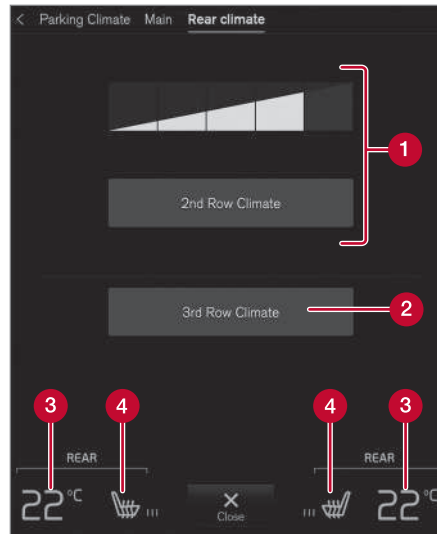 Parking Climate Main Rear climate
1
2nd Row Climate
3rd Row Climate
2
3 4 4 3
REAR REAR
22°C 22°C
Close